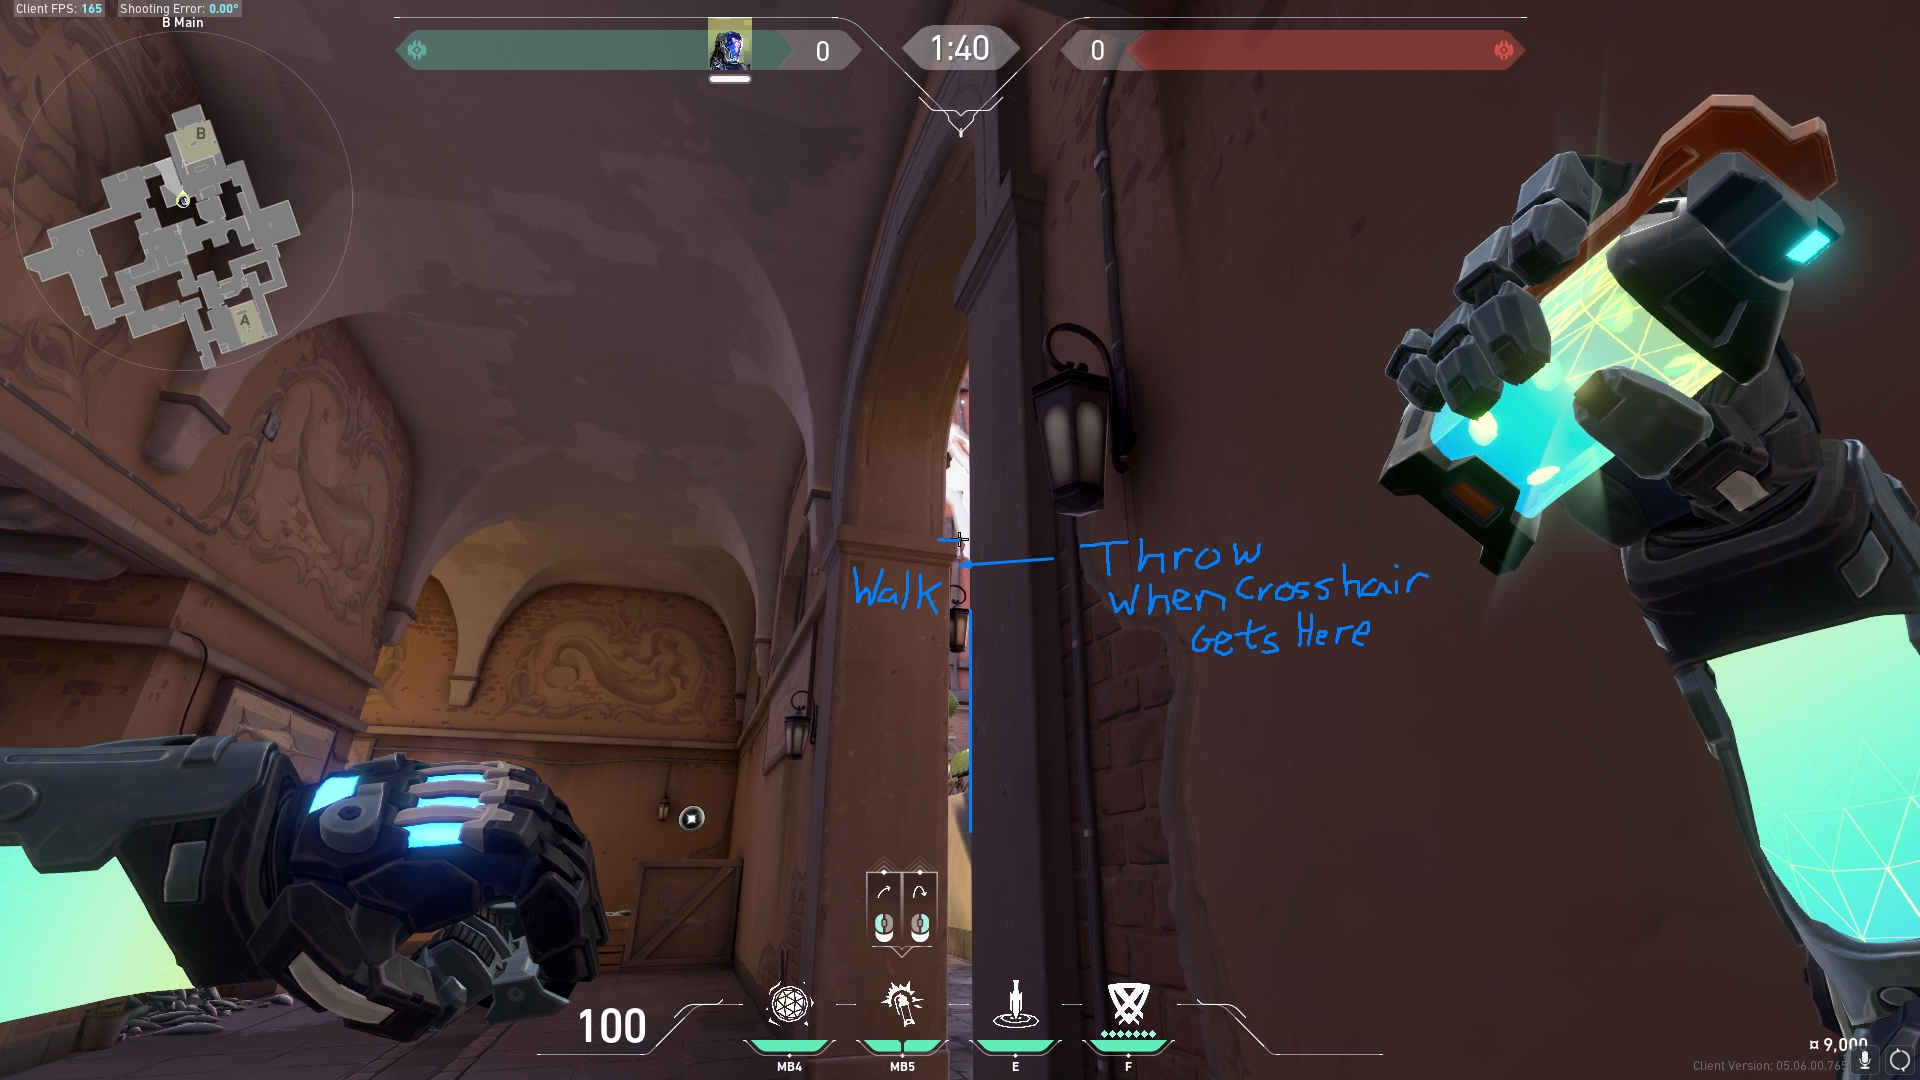 Client FPS: 165 Shooting Error: 0.00°
B Main
0 1:40 0
B
A
Walk
Throw
When Crosshair
Gets Here
100
MB4 MB5 E F
¤ 9,000
Client Version: 05.06.00.765